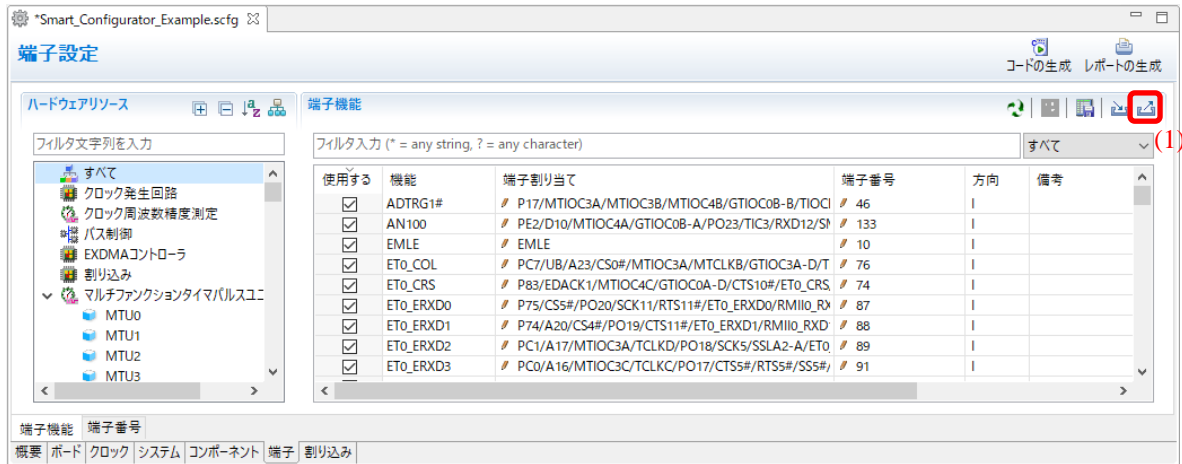 *Smart_Configurator_Example.scfg
端子設定
コードの生成 レポートの生成
ハードウェアリソース
端子機能
(1)
フィルタ文字列を入力
フィルタ入力 (* = any string, ? = any character)
すべて
すべて
クロック発生回路
クロック周波数精度測定
バス制御
EXDMAコントローラ
割り込み
マルチファンクションタイマパルスユニ
MTU0
MTU1
MTU2
MTU3
使用する 機能 端子割り当て 端子番号 方向 備考
ADTRG1# P17/MTIOC3A/MTIOC3B/MTIOC4B/GTIOC0B-B/TIOCI 46 I
AN100 PE2/D10/MTIOC4A/GTIOC0B-A/PO23/TIC3/RXD12/SM 133 I
EMLE EMLE 10 I
ET0_COL PC7/UB/A23/CS0#/MTIOC3A/MTCLKB/GTIOC3A-D/T 76 I
ET0_CRS P83/EDACK1/MTIOC4C/GTIOC0A-D/CTS10#/ET0_CRS, 74 I
ET0_ERXD0 P75/CS5#/PO20/SCK11/RTS11#/ET0_ERXD0/RMII0_RX 87 I
ET0_ERXD1 P74/A20/CS4#/PO19/CTS11#/ET0_ERXD1/RMII0_RXD 88 I
ET0_ERXD2 PC1/A17/MTIOC3A/TCLKD/PO18/SCK5/SSLA2-A/ET0_ 89 I
ET0_ERXD3 PC0/A16/MTIOC3C/TCLKC/PO17/CTS5#/RTS5#/SS5#/ 91 I
端子機能 端子番号
概要 ボード クロック システム コンポーネント 端子 割り込み